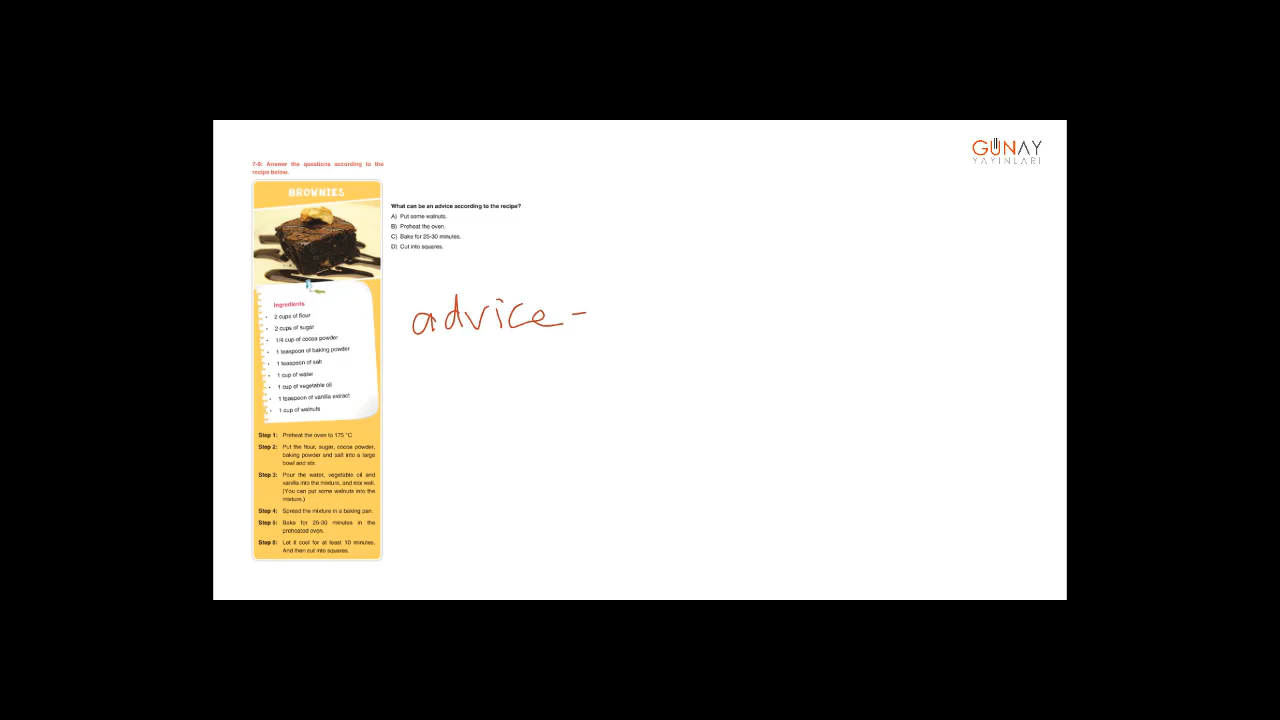 GÜNAY
YAYINLARI
7-9: Answer the questions according to the
recipe below.
BROWNIES
Ingredients
• 2 cups of flour
• 2 cups of sugar
• 1/4 cup of cocoa powder
• 1 teaspoon of baking powder
• 1 teaspoon of salt
• 1 cup of water
• 1 cup of vegetable oil
• 1 teaspoon of vanilla extract
• 1 cup of walnuts
Step 1: Preheat the oven to 175 °C
Step 2: Put the flour, sugar, cocoa powder,
baking powder and salt into a large
bowl and stir.
Step 3: Pour the water, vegetable oil and
vanilla into the mixture, and mix well.
(You can put some walnuts into the
mixture.)
Step 4: Spread the mixture in a baking pan.
Step 5: Bake for 25-30 minutes in the
preheated oven.
Step 6: Let it cool for at least 10 minutes.
And then cut into squares.
What can be an advice according to the recipe?
A) Put some walnuts.
B) Preheat the oven.
C) Bake for 25-30 minutes.
D) Cut into squares.
advice -